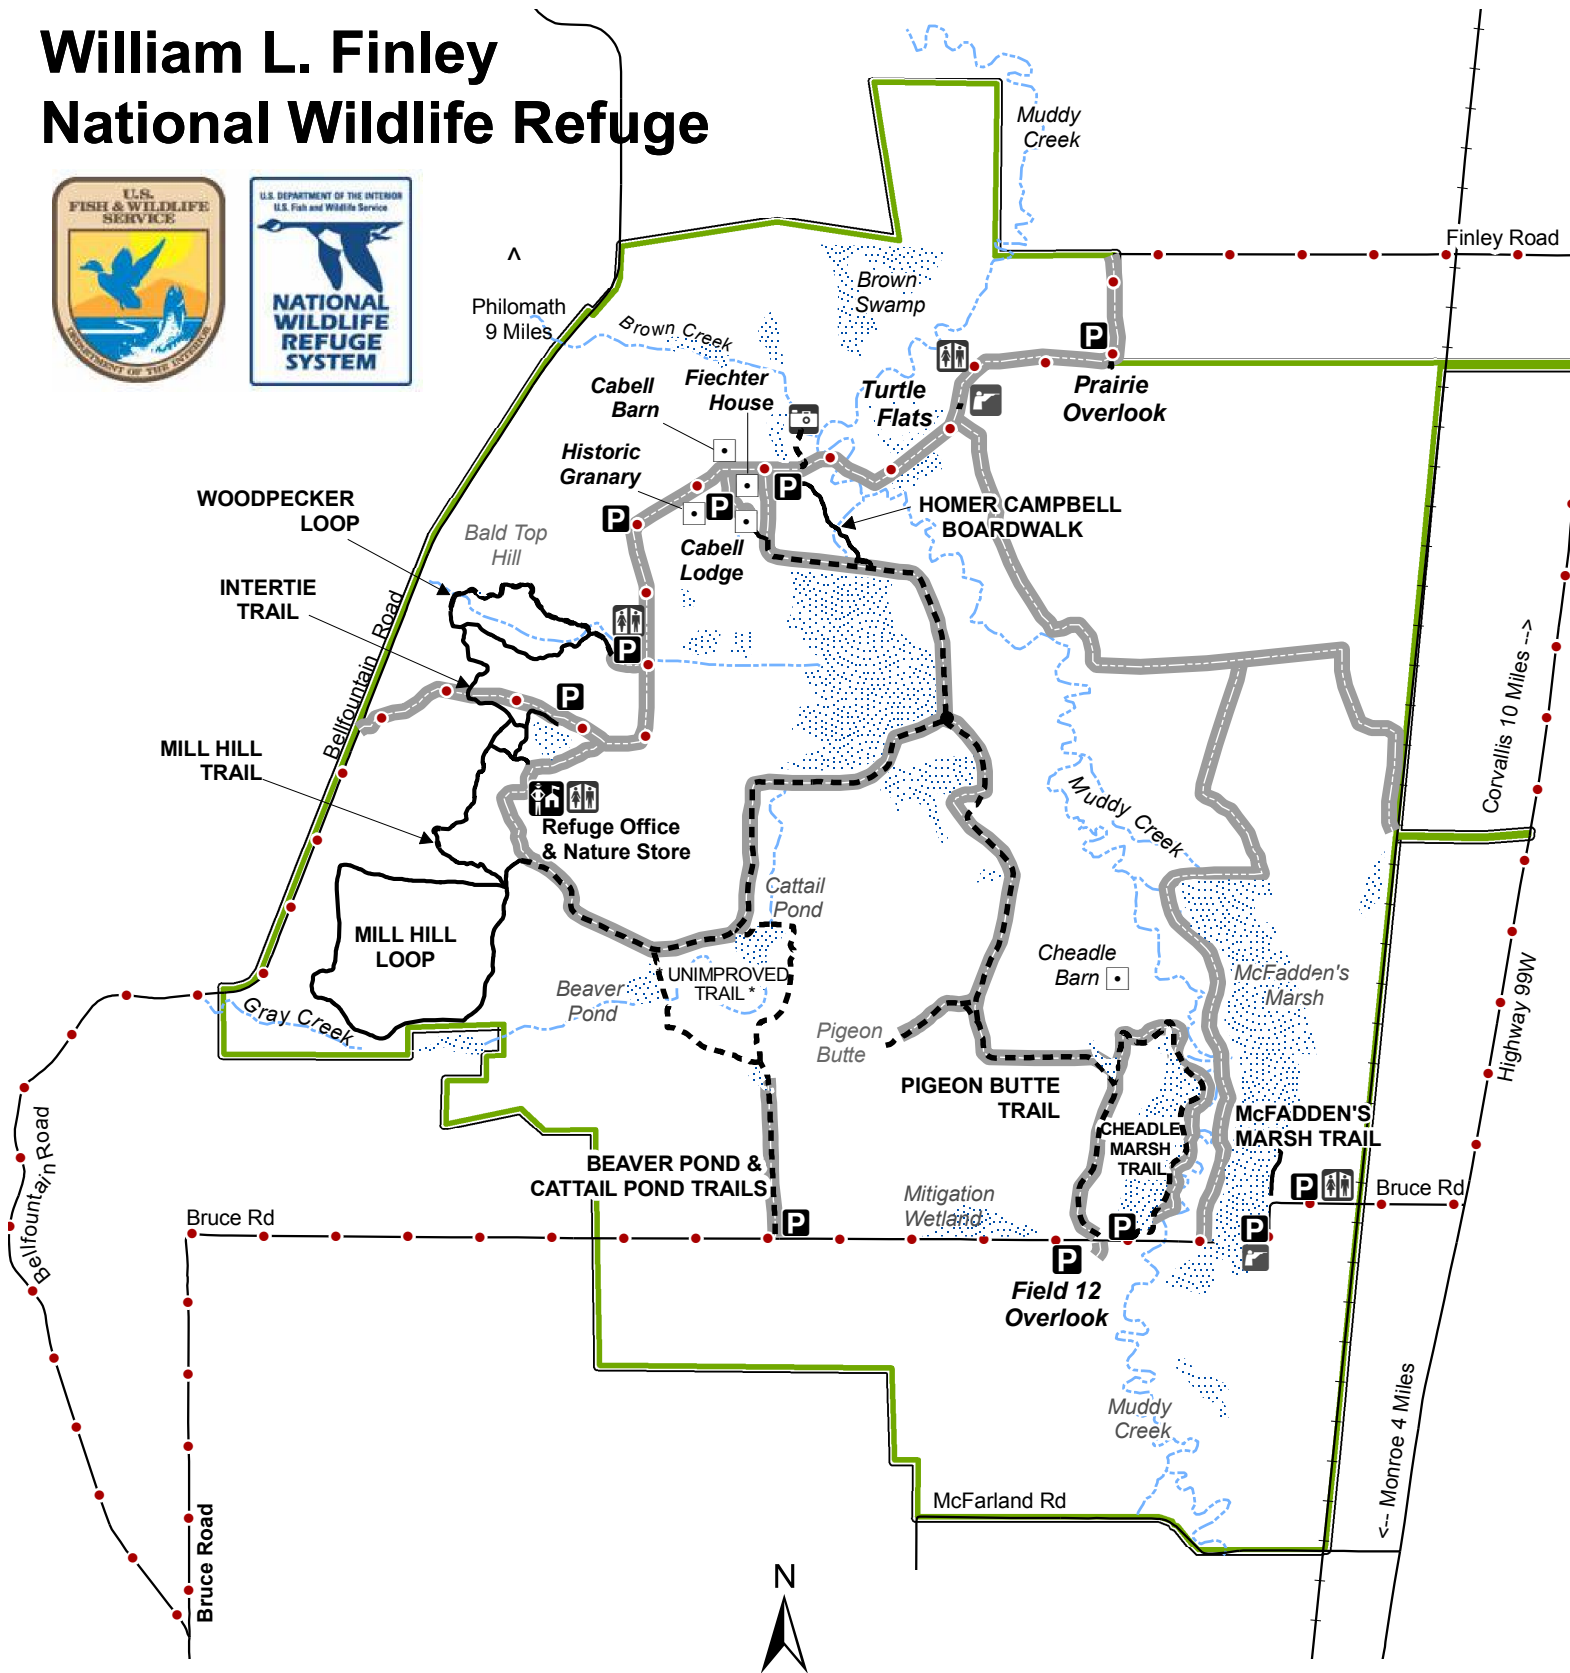 William L. Finley
National Wildlife Refuge
U.S.
FISH & WILDLIFE
SERVICE
DEPARTMENT OF THE INTERIOR
U.S. DEPARTMENT OF THE INTERIOR
U.S. Fish and Wildlife Service
NATIONAL
WILDLIFE
REFUGE
SYSTEM
Muddy
Creek
Finley Road
^
Philomath
9 Miles
Brown
Swamp
Brown Creek
P
Prairie
Overlook
Turtle
Flats
Cabell
Barn
Fiechter
House
Historic
Granary
WOODPECKER
LOOP
P
P
P
HOMER CAMPBELL
BOARDWALK
Bald Top
Hill
Cabell
Lodge
INTERTIE
TRAIL
Bellfountain Road
P
P
MILL HILL
TRAIL
Corvallis 10 Miles -->
Muddy Creek
Refuge Office
& Nature Store
Cattail
Pond
MILL HILL
LOOP
UNIMPROVED
TRAIL *
Beaver
Pond
Cheadle
Barn
McFadden's
Marsh
Gray Creek
Pigeon
Butte
Highway 99W
PIGEON BUTTE
TRAIL
CHEADLE
MARSH
TRAIL
McFADDEN'S
MARSH TRAIL
Bellfountain Road
BEAVER POND &
CATTAIL POND TRAILS
Mitigation
Wetland
P
Bruce Rd
Bruce Rd
P
P
P
P
Field 12
Overlook
Muddy
Creek
<-- Monroe 4 Miles
McFarland Rd
Bruce Road
N